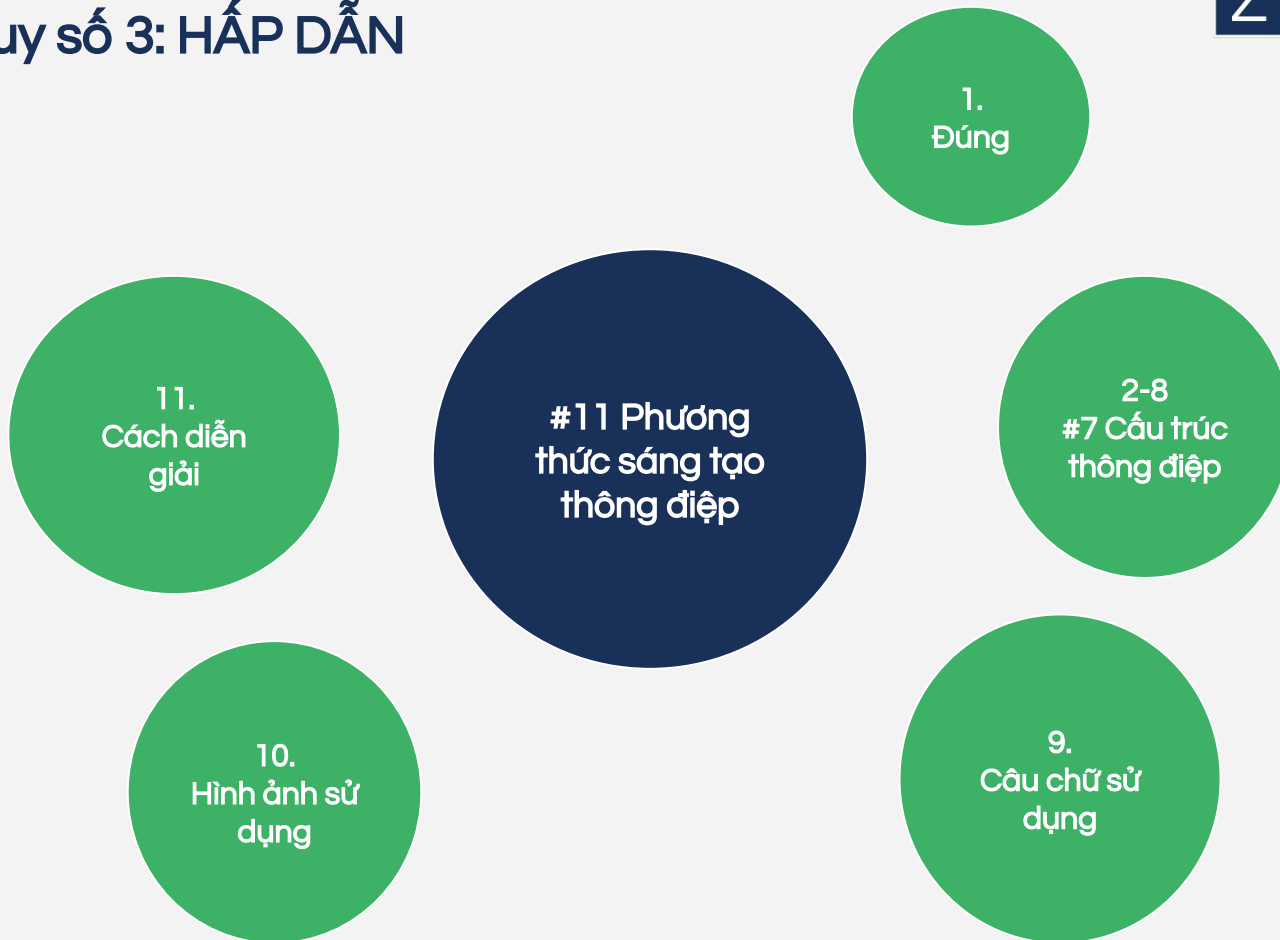 uy số 3: HẤP DẪN
1.
Đúng
#11 Phương
thức sáng tạo
thông điệp
2-8
#7 Cấu trúc
thông điệp
9.
Câu chữ sử
dụng
10.
Hình ảnh sử
dụng
11.
Cách diễn
giải